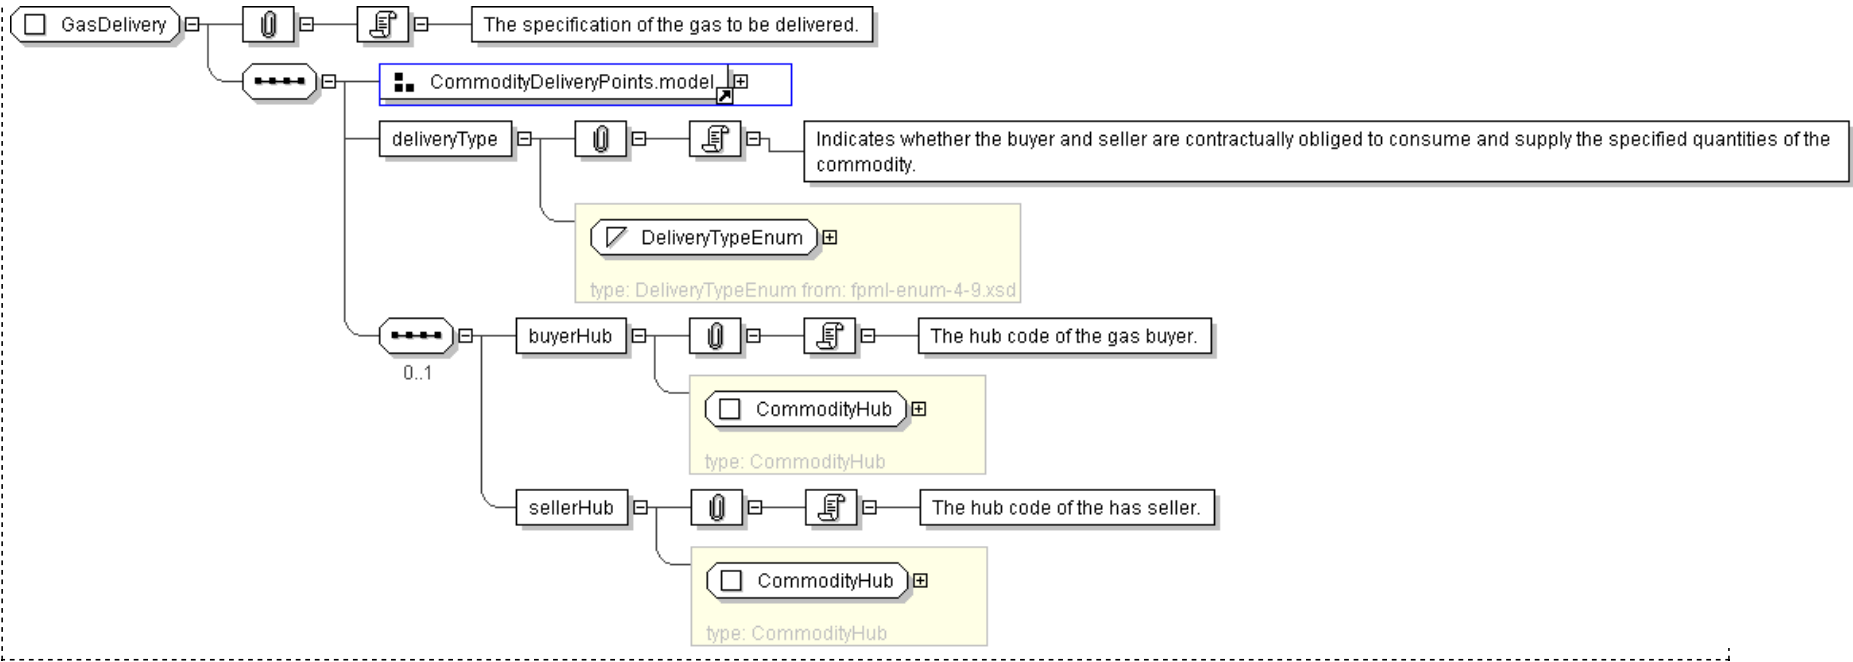 GasDelivery
The specification of the gas to be delivered.
CommodityDeliveryPoints.model
deliveryType
Indicates whether the buyer and seller are contractually obliged to consume and supply the specified quantities of the
commodity.
DeliveryTypeEnum
type: DeliveryTypeEnum from: fpml-enum-4-9.xsd
buyerHub
The hub code of the gas buyer.
0..1
CommodityHub
type: CommodityHub
sellerHub
The hub code of the has seller.
CommodityHub
type: CommodityHub